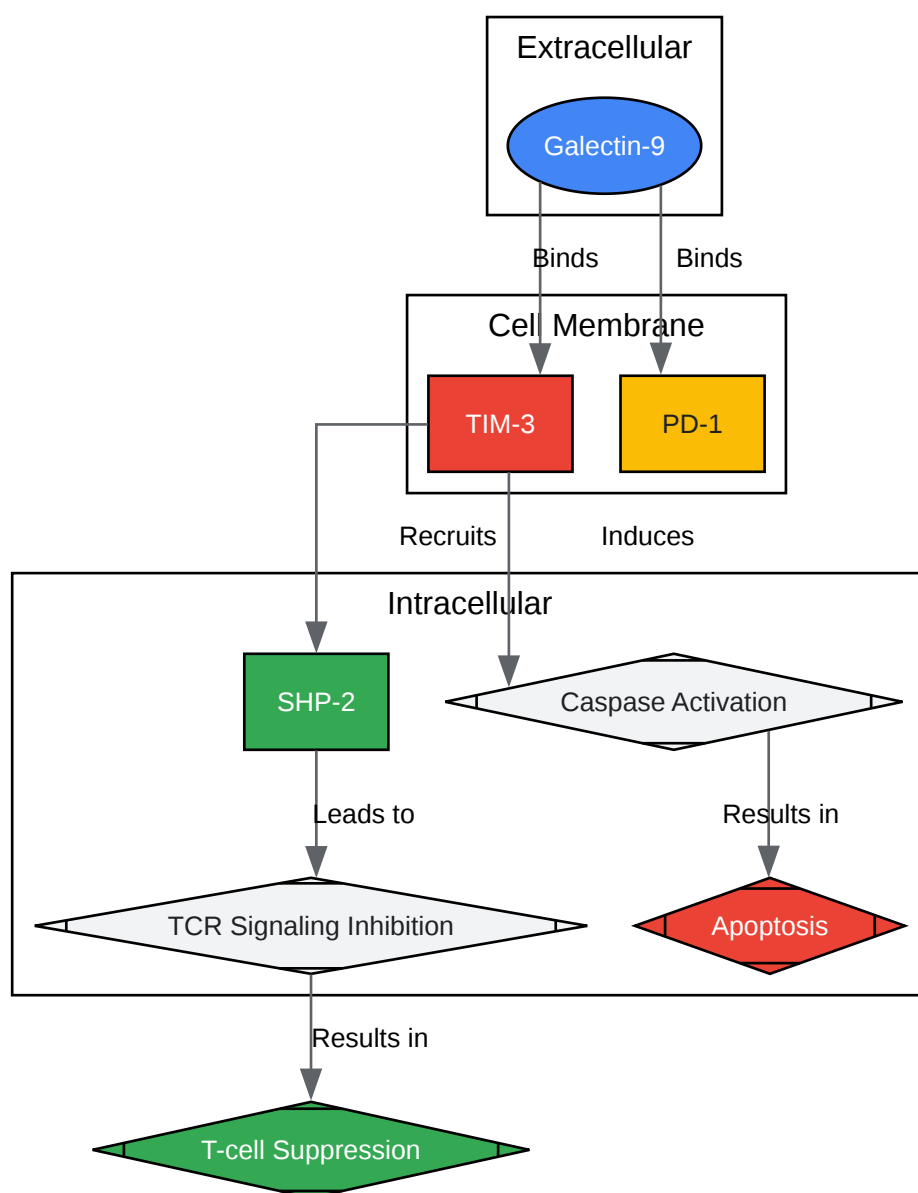 Extracellular
Galectin-9
Binds
Binds
Cell Membrane
TIM-3
PD-1
Recruits
Induces
Intracellular
SHP-2
Caspase Activation
Leads to
Results in
TCR Signaling Inhibition
Apoptosis
Results in
T-cell Suppression